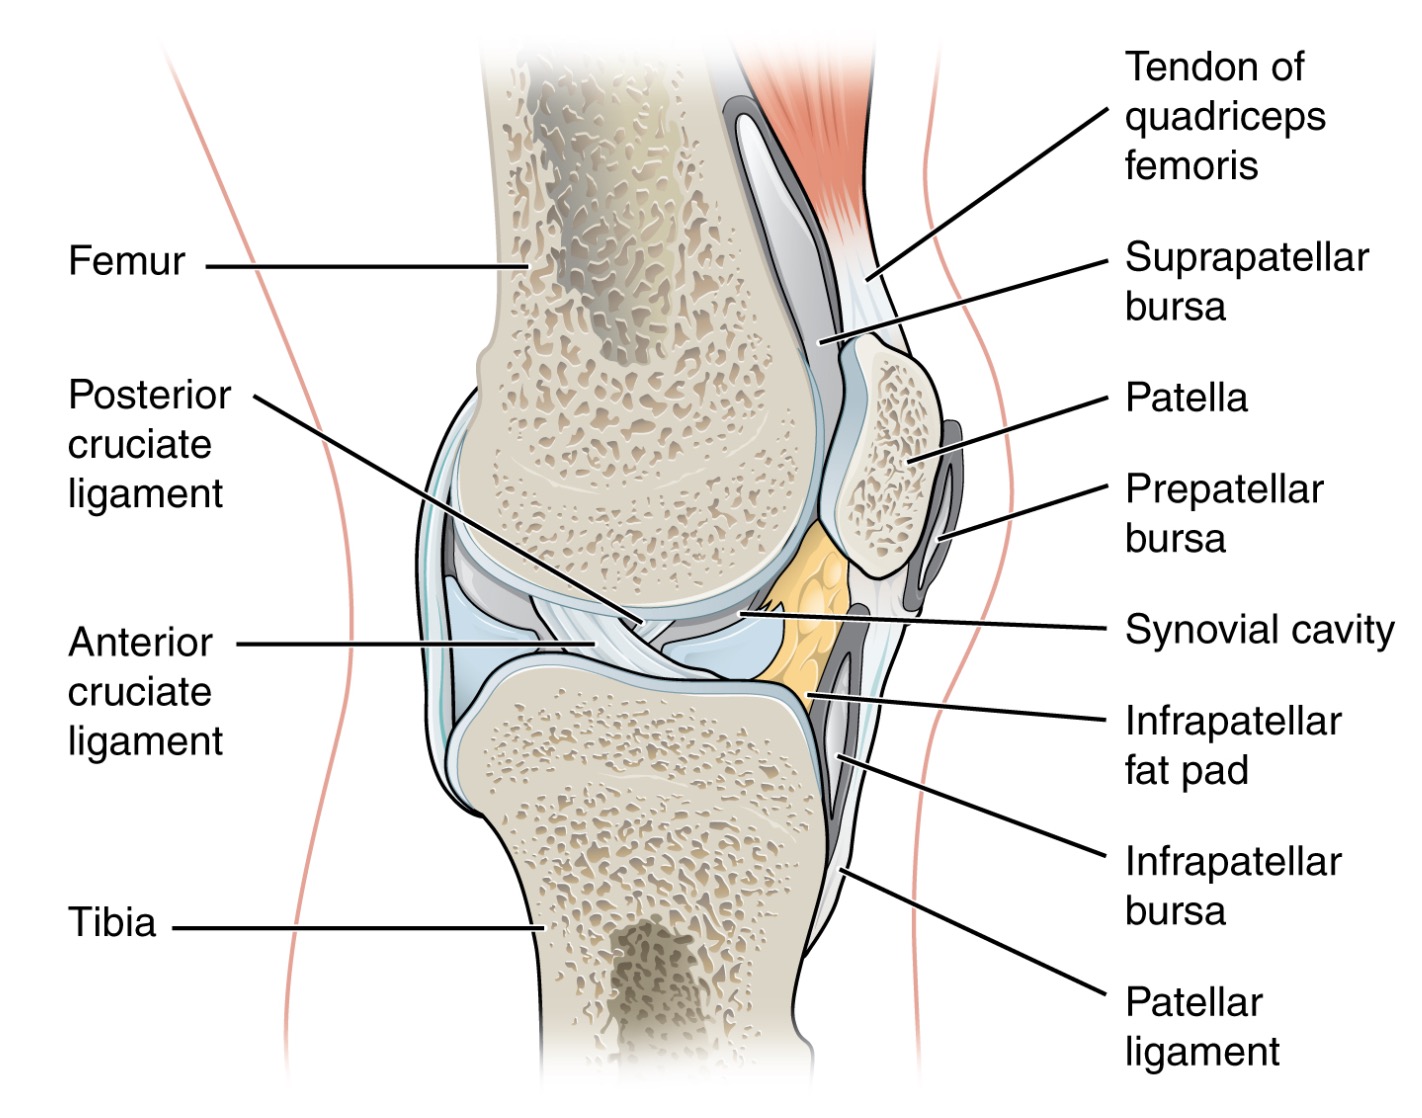 Femur
Posterior
cruciate
ligament
Anterior
cruciate
ligament
Tibia
Tendon of
quadriceps
femoris
Suprapatellar
bursa
Patella
Prepatellar
bursa
Synovial cavity
Infrapatellar
fat pad
Infrapatellar
bursa
Patellar
ligament